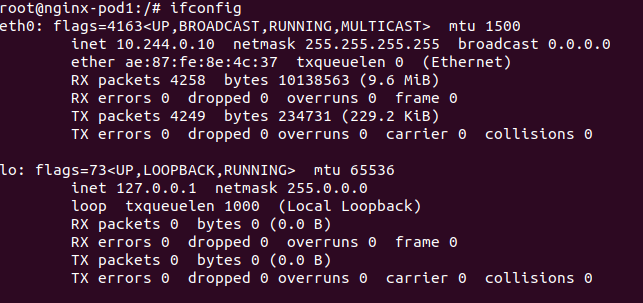 root@nginx-pod1:/# ifconfig
eth0: flags=4163<UP,BROADCAST,RUNNING,MULTICAST>  mtu 1500
        inet 10.244.0.10  netmask 255.255.255.255  broadcast 0.0.0.0
        ether ae:87:fe:8e:4c:37  txqueuelen 0  (Ethernet)
        RX packets 4258  bytes 10138563 (9.6 MiB)
        RX errors 0  dropped 0  overruns 0  frame 0
        TX packets 4249  bytes 234731 (229.2 KiB)
        TX errors 0  dropped 0 overruns 0  carrier 0  collisions 0

lo: flags=73<UP,LOOPBACK,RUNNING>  mtu 65536
        inet 127.0.0.1  netmask 255.0.0.0
        loop  txqueuelen 1000  (Local Loopback)
        RX packets 0  bytes 0 (0.0 B)
        RX errors 0  dropped 0  overruns 0  frame 0
        TX packets 0  bytes 0 (0.0 B)
        TX errors 0  dropped 0 overruns 0  carrier 0  collisions 0